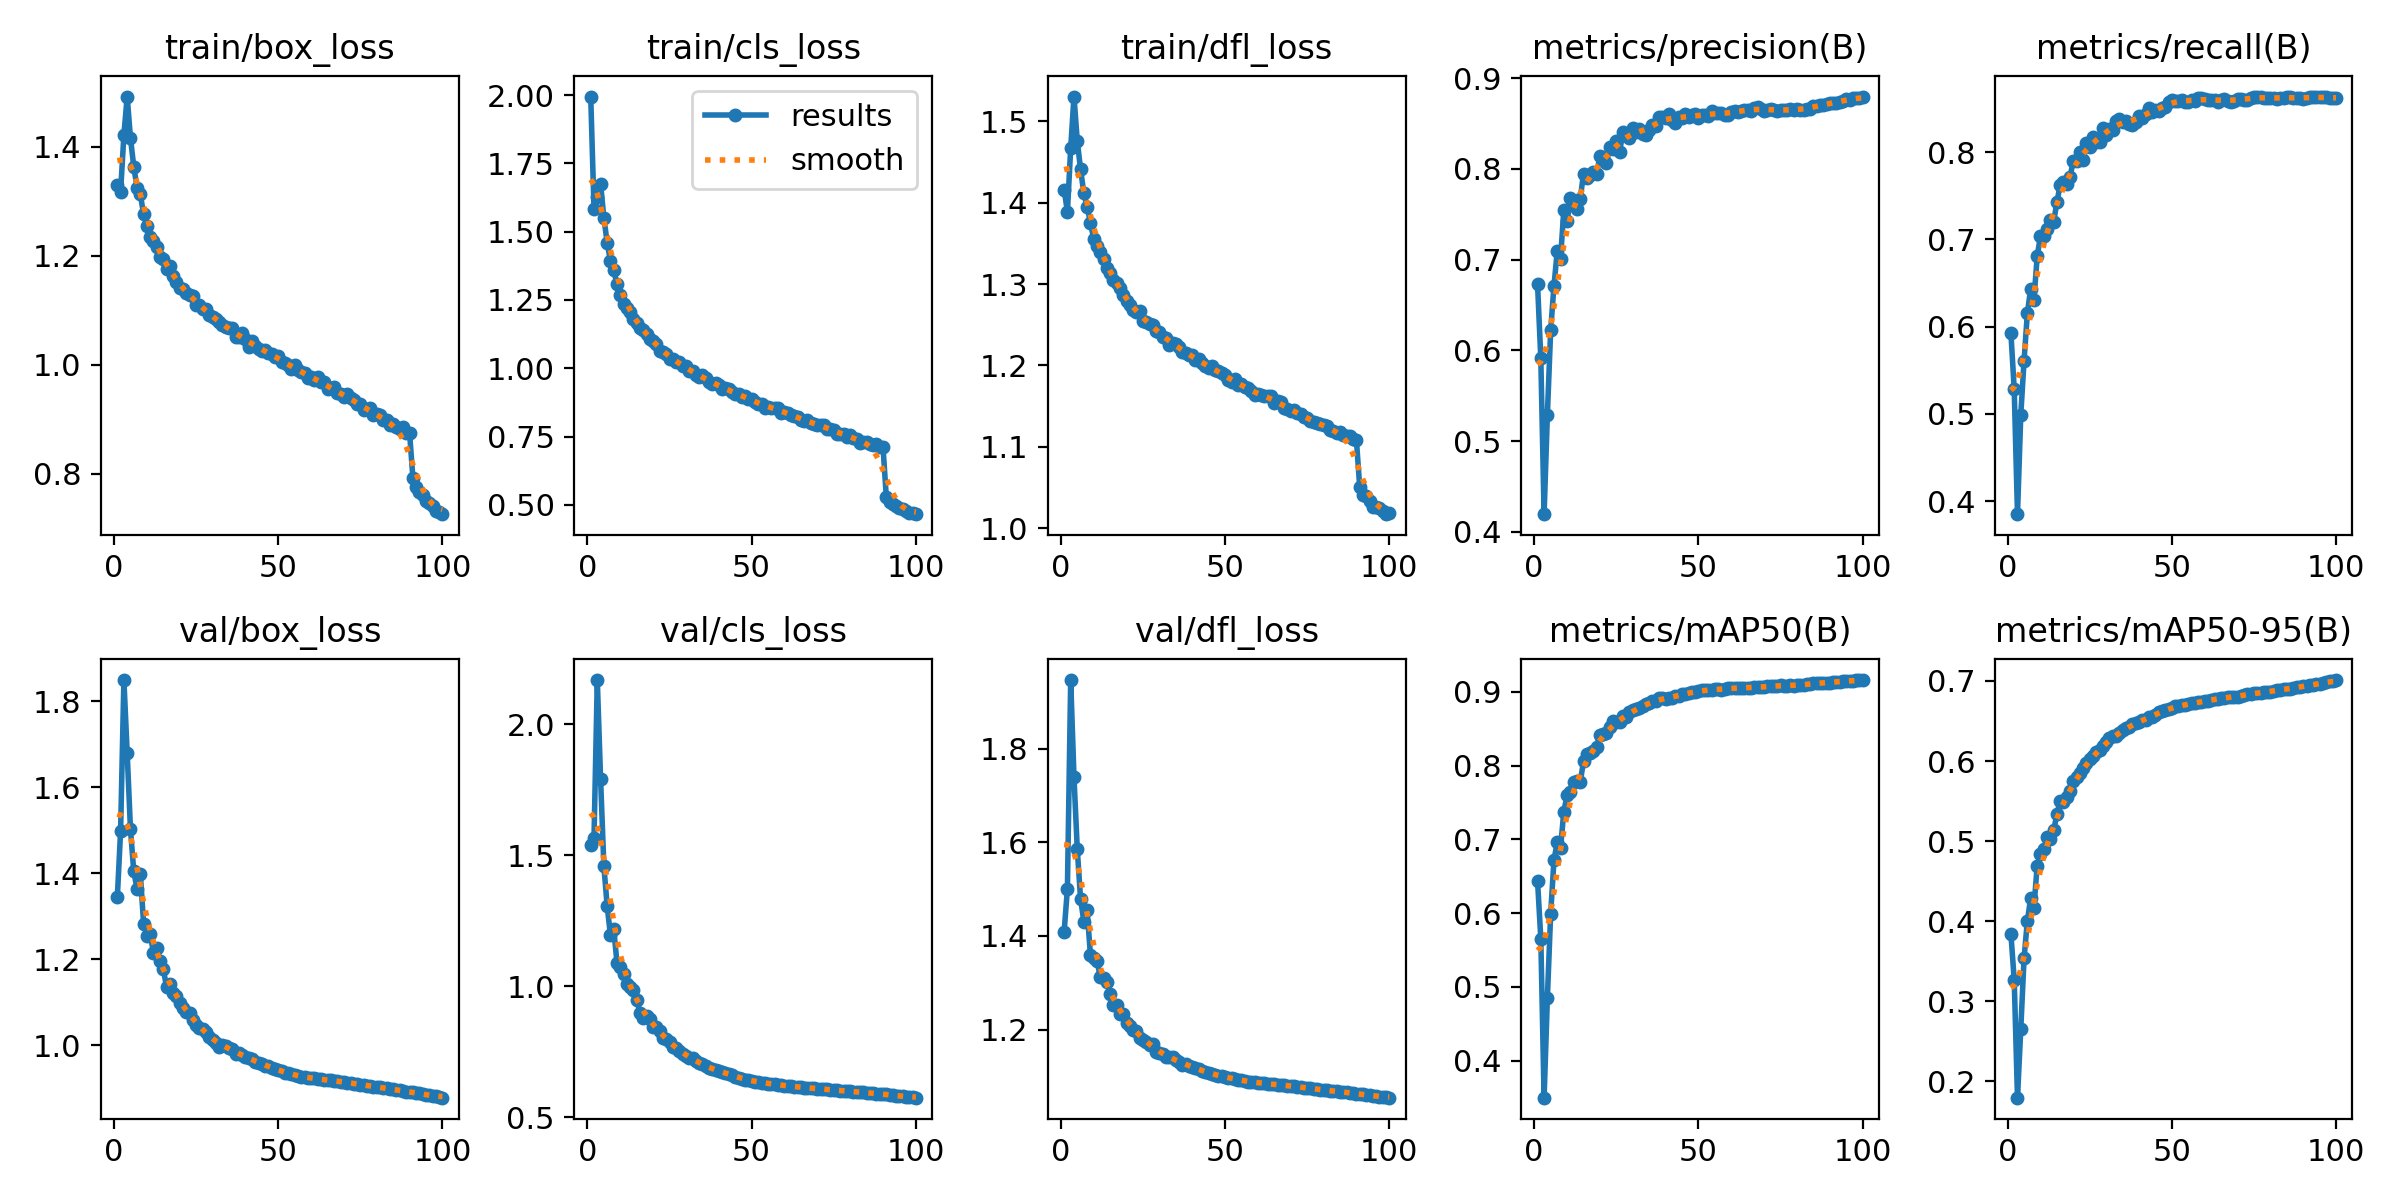 train/box_loss
1.4
1.2
1.0
0.8
0 50 100
train/cls_loss
results
smooth
2.00
1.75
1.50
1.25
1.00
0.75
0.50
0 50 100
train/dfl_loss
1.5
1.4
1.3
1.2
1.1
1.0
0 50 100
metrics/precision(B)
0.9
0.8
0.7
0.6
0.5
0.4
0 50 100
metrics/recall(B)
0.8
0.7
0.6
0.5
0.4
0 50 100
val/box_loss
1.8
1.6
1.4
1.2
1.0
0 50 100
val/cls_loss
2.0
1.5
1.0
0.5
0 50 100
val/dfl_loss
1.8
1.6
1.4
1.2
0 50 100
metrics/mAP50(B)
0.9
0.8
0.7
0.6
0.5
0.4
0 50 100
metrics/mAP50-95(B)
0.7
0.6
0.5
0.4
0.3
0.2
0 50 100